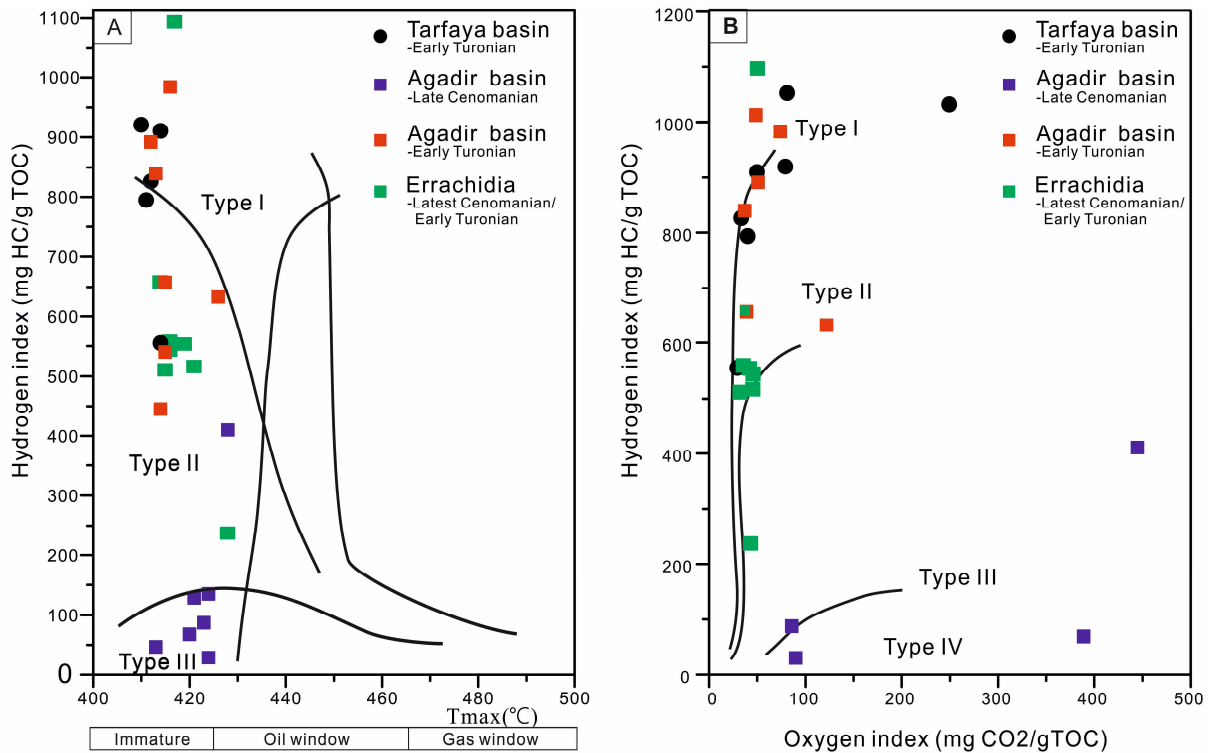 A
Tarfaya basin
-Early Turonian
Agadir basin
-Late Cenomanian
Agadir basin
-Early Turonian
Errachidia
-Latest Cenomanian/
Early Turonian
Type I
Type II
Type III
Hydrogen index (mg HC/g TOC)
1100
1000
900
800
700
600
500
400
300
200
100
0
400
420
440
460
480
500
Tmax(℃)
Immature
Oil window
Gas window
B
Tarfaya basin
-Early Turonian
Agadir basin
-Late Cenomanian
Agadir basin
-Early Turonian
Errachidia
-Latest Cenomanian/
Early Turonian
Type I
Type II
Type III
Type IV
Hydrogen index (mg HC/g TOC)
1200
1000
800
600
400
200
0
0
100
200
300
400
500
Oxygen index (mg CO2/gTOC)